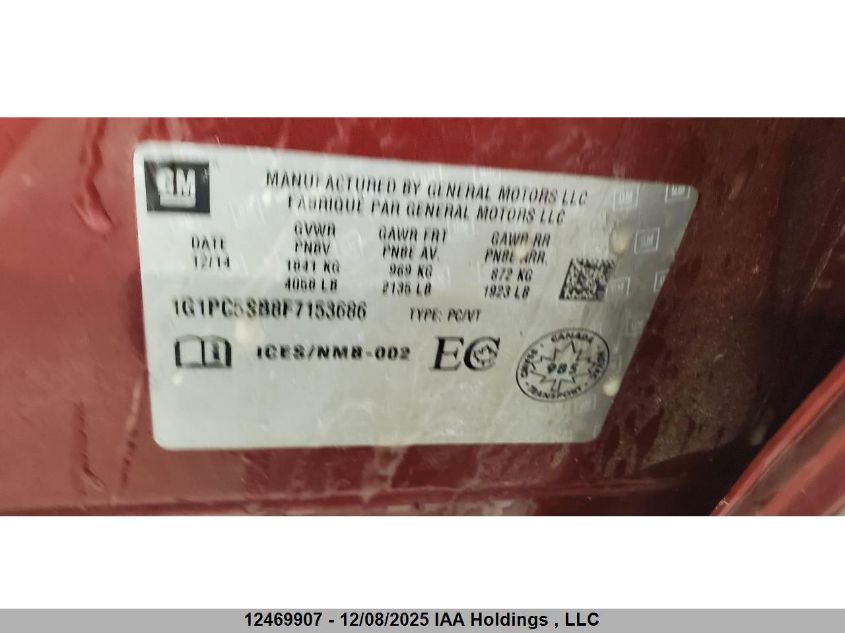 GM
MANUFACTURED BY GENERAL MOTORS LLC
FABRIQUE PAR GENERAL MOTORS LLC
DATE GVWR GAWR FRT GAWR RR
12/14 PNBV PNBE AV. PNBE ARR.
1841 KG 969 KG 872 KG
4058 LB 2136 LB 1923 LB
1G1PC5SB8F7153686 TYPE: PC/VT
ICES/NMB-002 EC
CANADA
985
TRANSPORT
12469907 - 12/08/2025 IAA Holdings , LLC